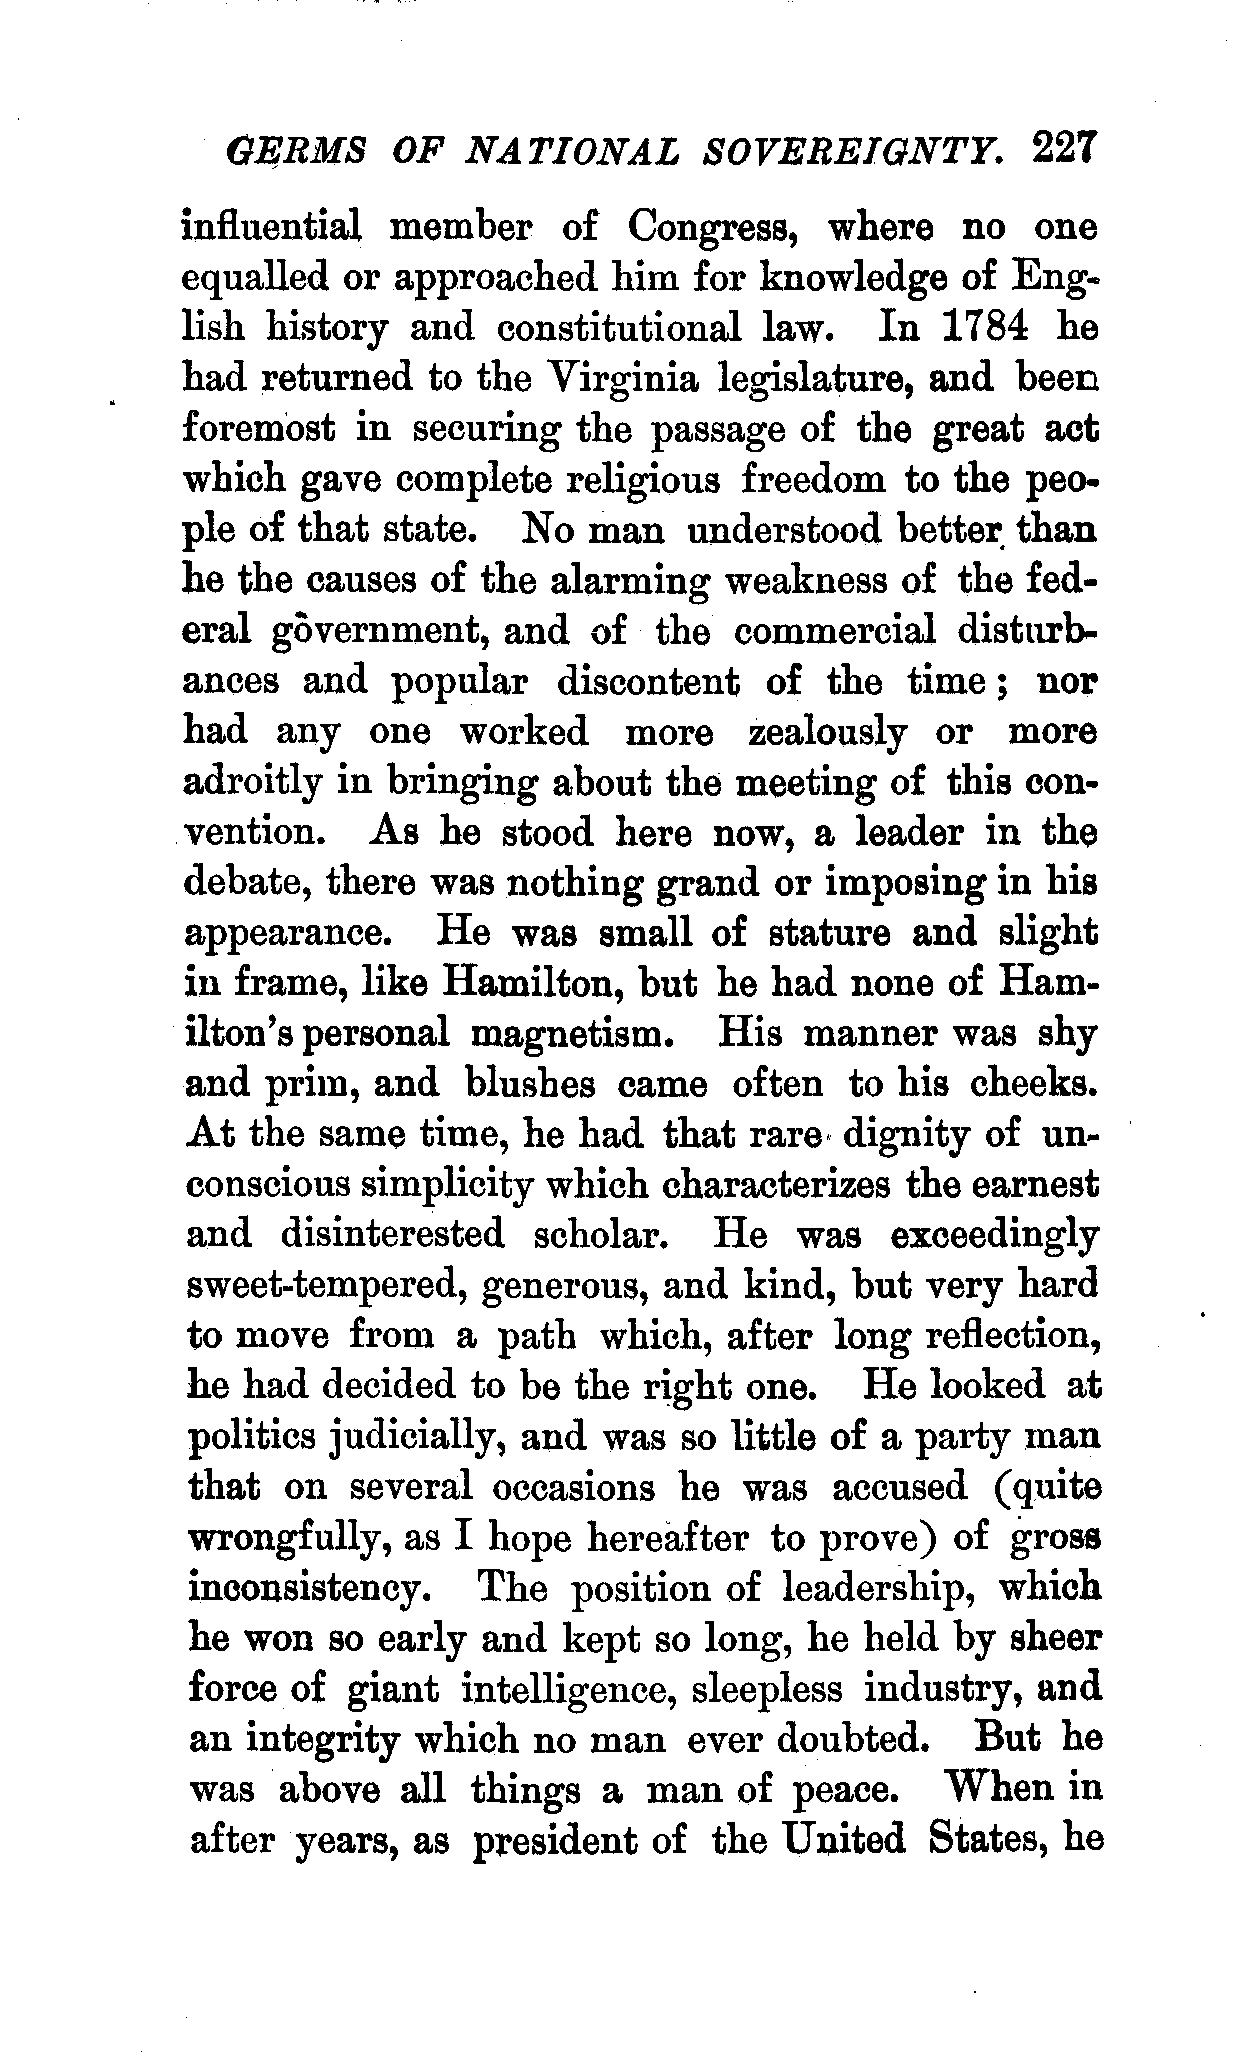 GERMS OF NATIONAL SOVEREIGNTY. 227
influential member of Congress, where no one
equalled or approached him for knowledge of Eng-
lish history and constitutional law. In 1784 he
had returned to the Virginia legislature, and been
foremost in securing the passage of the great act
which gave complete religious freedom to the peo-
ple of that state. No man understood better than
he the causes of the alarming weakness of the fed-
eral government, and of the commercial disturb-
ances and popular discontent of the time; nor
had any one worked more zealously or more
adroitly in bringing about the meeting of this con-
vention. As he stood here now, a leader in the
debate, there was nothing grand or imposing in his
appearance. He was small of stature and slight
in frame, like Hamilton, but he had none of Ham-
ilton's personal magnetism. His manner was shy
and prim, and blushes came often to his cheeks.
At the same time, he had that rare dignity of un-
conscious simplicity which characterizes the earnest
and disinterested scholar. He was exceedingly
sweet-tempered, generous, and kind, but very hard
to move from a path which, after long reflection,
he had decided to be the right one. He looked at
politics judicially, and was so little of a party man
that on several occasions he was accused (quite
wrongfully, as I hope hereafter to prove) of gross
inconsistency. The position of leadership, which
he won so early and kept so long, he held by sheer
force of giant intelligence, sleepless industry, and
an integrity which no man ever doubted. But he
was above all things a man of peace. When in
after years, as president of the United States, he